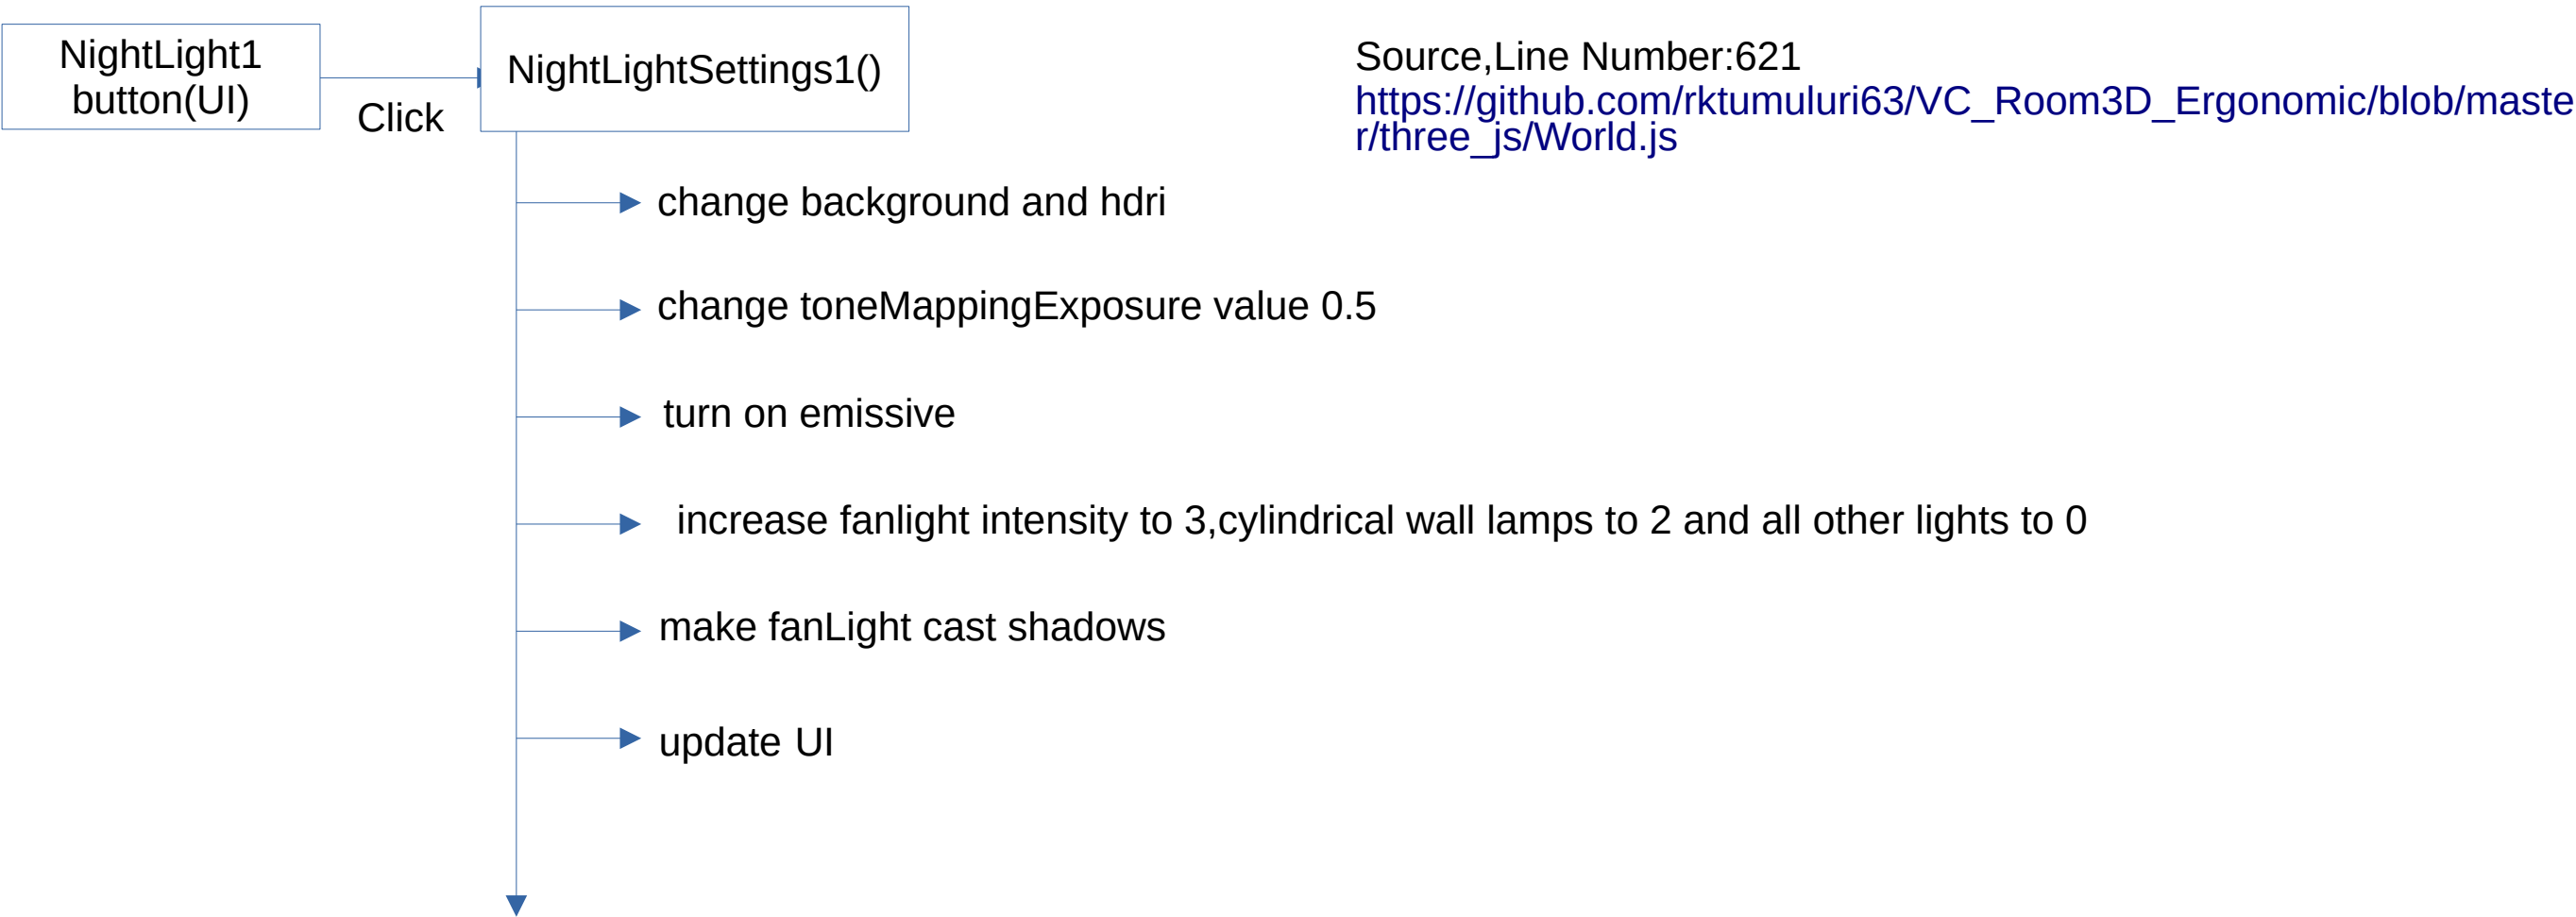 NightLight1
button(UI)
Click
NightLightSettings1()
Source,Line Number:621
https://github.com/rktumuluri63/VC_Room3D_Ergonomic/blob/maste
r/three_js/World.js
change background and hdri
change toneMappingExposure value 0.5
turn on emissive
increase fanlight intensity to 3,cylindrical wall lamps to 2 and all other lights to 0
make fanLight cast shadows
update UI